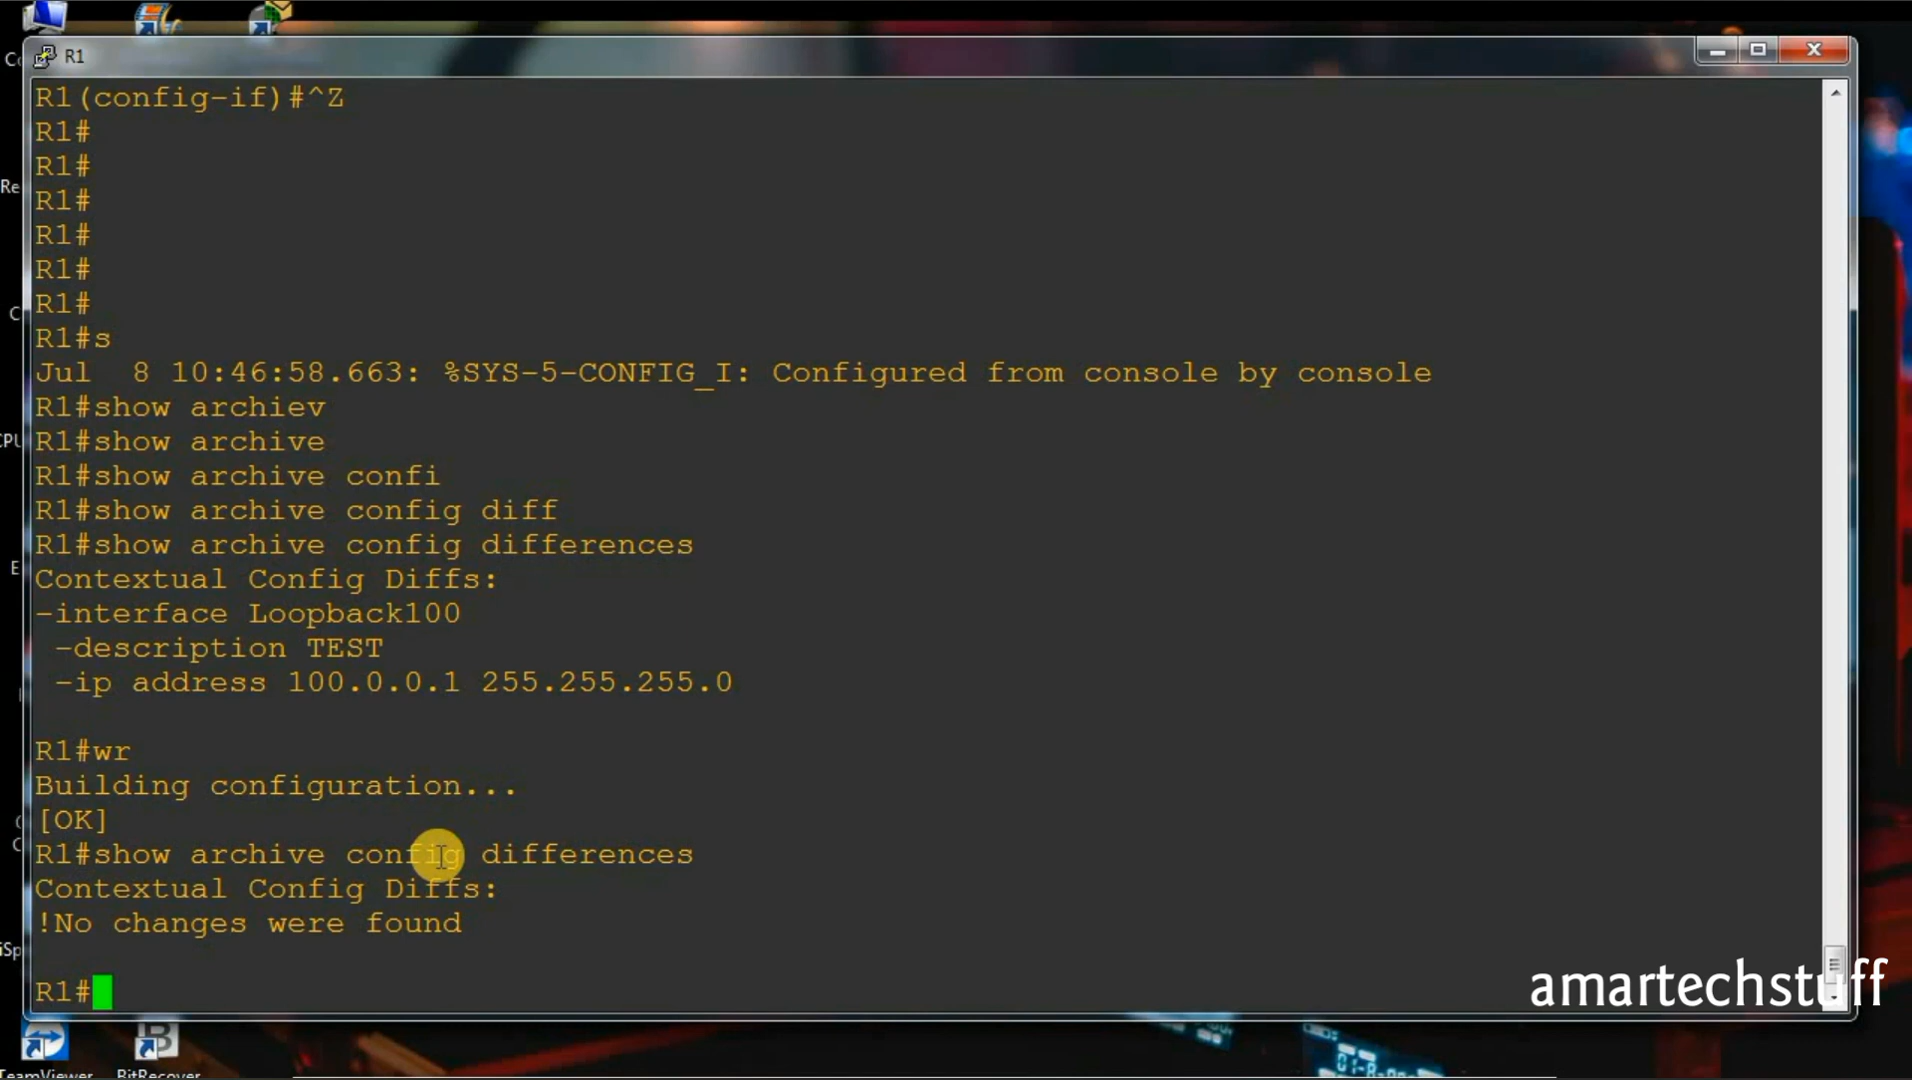 R1
R1(config-if)#^Z
R1#
R1#
R1#
R1#
R1#
R1#
R1#s
Jul  8 10:46:58.663: %SYS-5-CONFIG_I: Configured from console by console
R1#show archiev
R1#show archive
R1#show archive confi
R1#show archive config diff
R1#show archive config differences
Contextual Config Diffs:
-interface Loopback100
 -description TEST
 -ip address 100.0.0.1 255.255.255.0
R1#wr
Building configuration...
[OK]
R1#show archive config differences
Contextual Config Diffs:
!No changes were found
R1#
amartechstuff
TeamViewer BitRecover